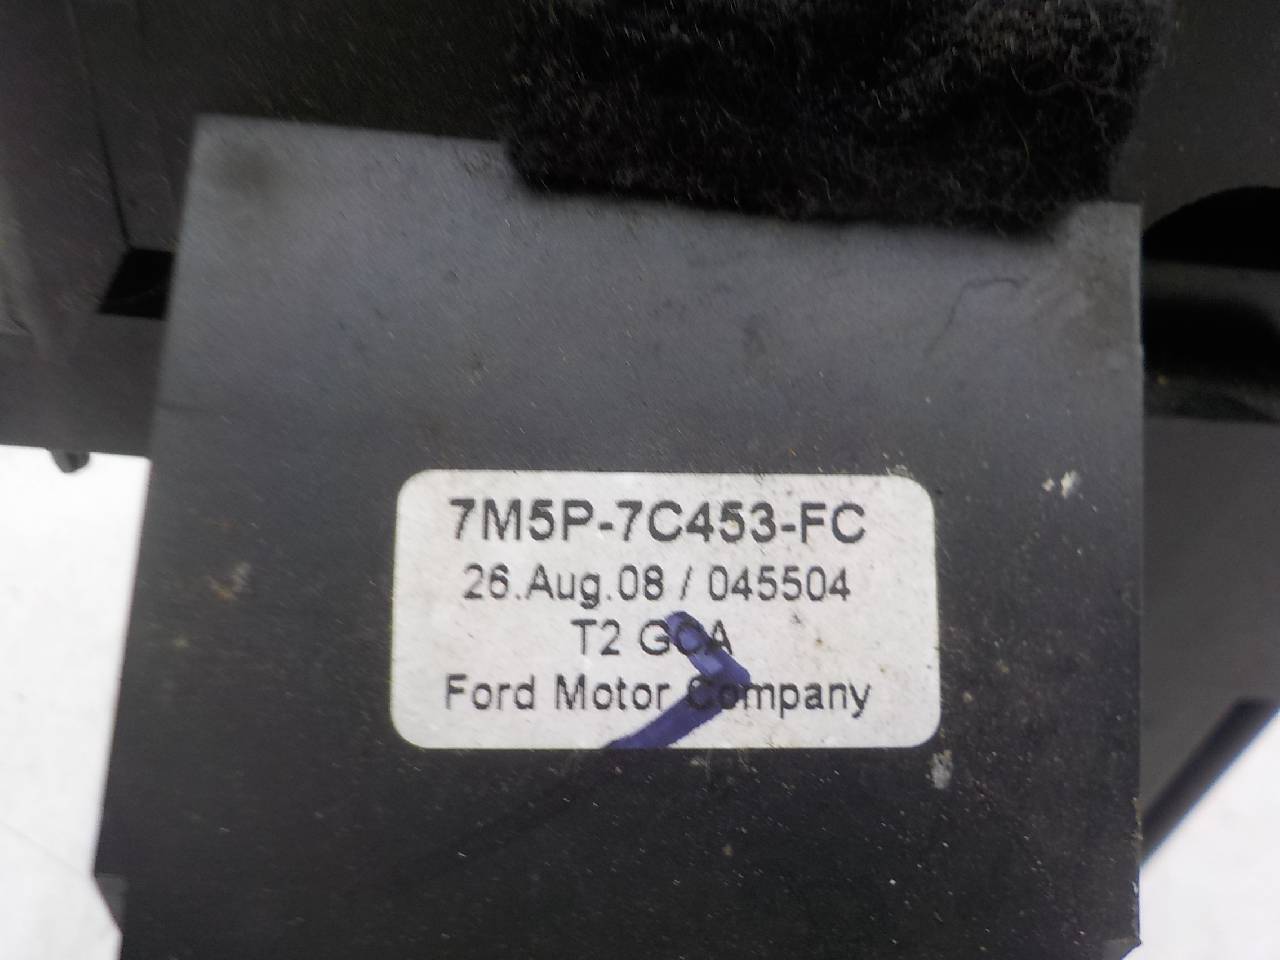 7M5P-7C453-FC
26.Aug.08 / 045504
T2 GCA
Ford Motor Company